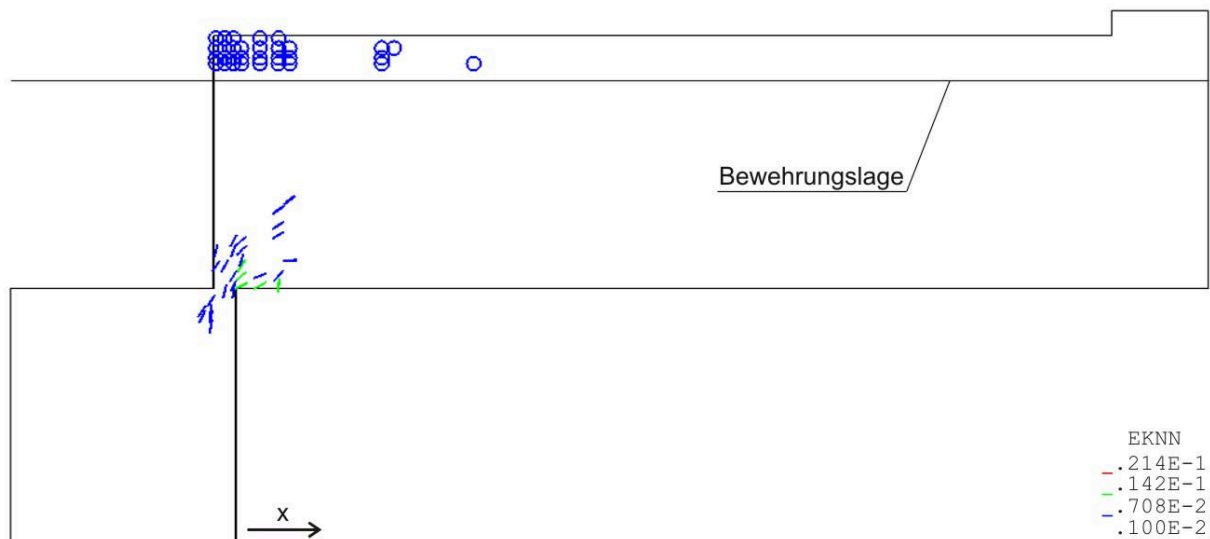 Bewehrungslage
EKNN
.214E-1
.142E-1
.708E-2
.100E-2
x